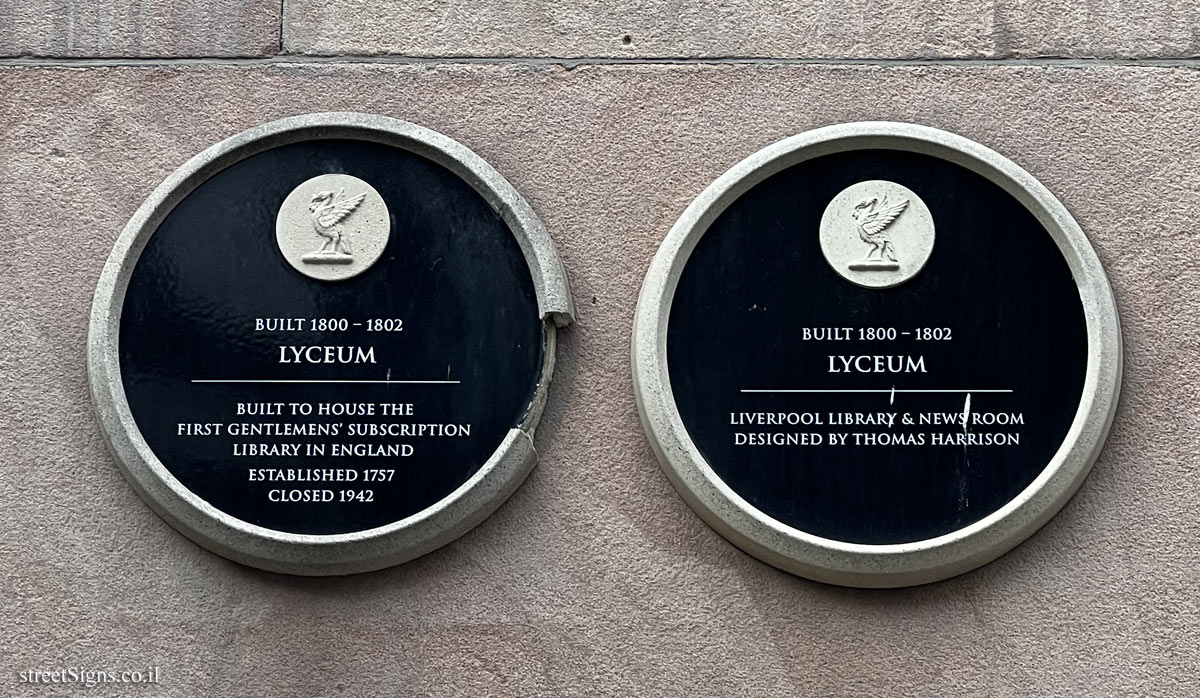 BUILT 1800 – 1802
LYCEUM
BUILT TO HOUSE THE
FIRST GENTLEMENS' SUBSCRIPTION
LIBRARY IN ENGLAND
ESTABLISHED 1757
CLOSED 1942
BUILT 1800 – 1802
LYCEUM
LIVERPOOL LIBRARY & NEWS ROOM
DESIGNED BY THOMAS HARRISON
streetSigns.co.il